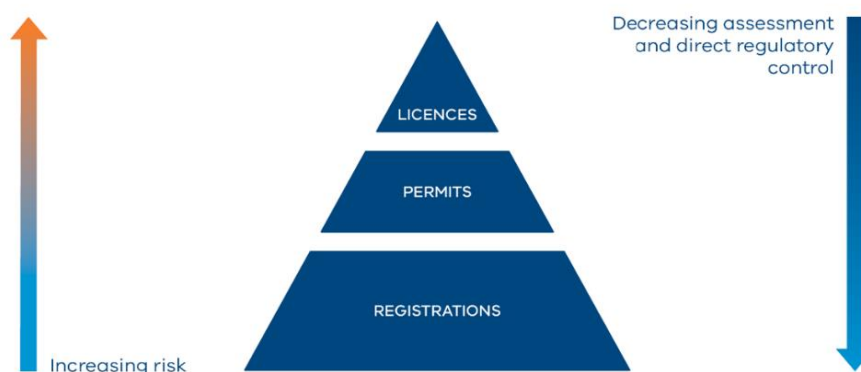 Decreasing assessment
and direct regulatory
control
LICENCES
PERMITS
REGISTRATIONS
Increasing risk